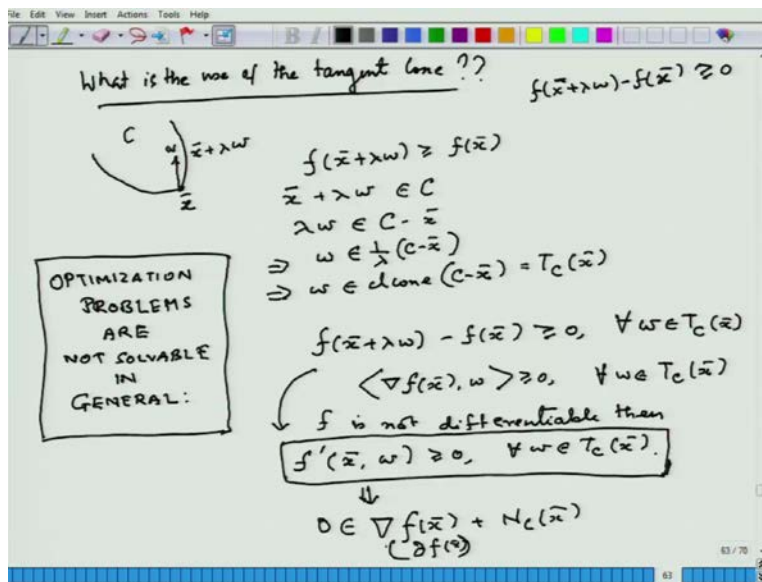 File Edit View Insert Actions Tools Help
What is the use of the tangent cone ??
f(x̄+λw)-f(x̄) ≥ 0
C
w x̄+λw
x̄
f(x̄+λw) ≥ f(x̄)
x̄ + λw ∈ C
λw ∈ C - x̄
⇒ w ∈ 1/λ (C-x̄)
⇒ w ∈ cl cone (C-x̄) = T_C(x̄)
OPTIMIZATION
PROBLEMS
ARE
NOT SOLVABLE
IN
GENERAL:
f(x̄+λw) - f(x̄) ≥ 0, ∀ w ∈ T_C(x̄)
⟨∇f(x̄), w⟩ ≥ 0, ∀ w ∈ T_C(x̄)
f is not differentiable then
f'(x̄, w) ≥ 0, ∀ w ∈ T_C(x̄).
⇓
0 ∈ ∇f(x̄) + N_C(x̄)
(∂f(x̄))
63 / 70
63